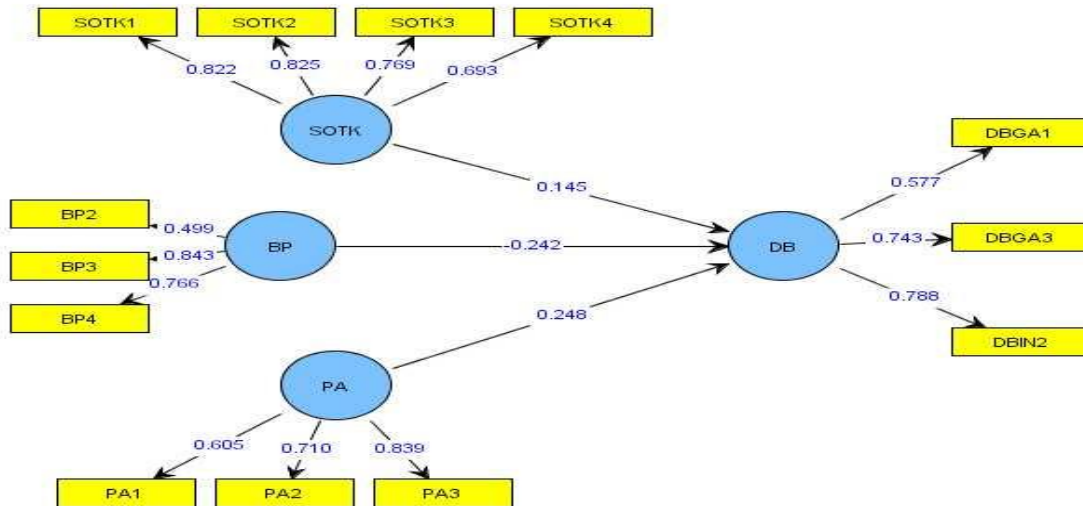 SOTK1
SOTK2
SOTK3
SOTK4
0.822
0.825
0.769
0.693
SOTK
DBGA1
0.577
0.145
BP2
0.499
BP
-0.242
DB
0.743
DBGA3
BP3
0.843
0.766
BP4
0.248
0.788
DBIN2
PA
0.605
0.710
0.839
PA1
PA2
PA3